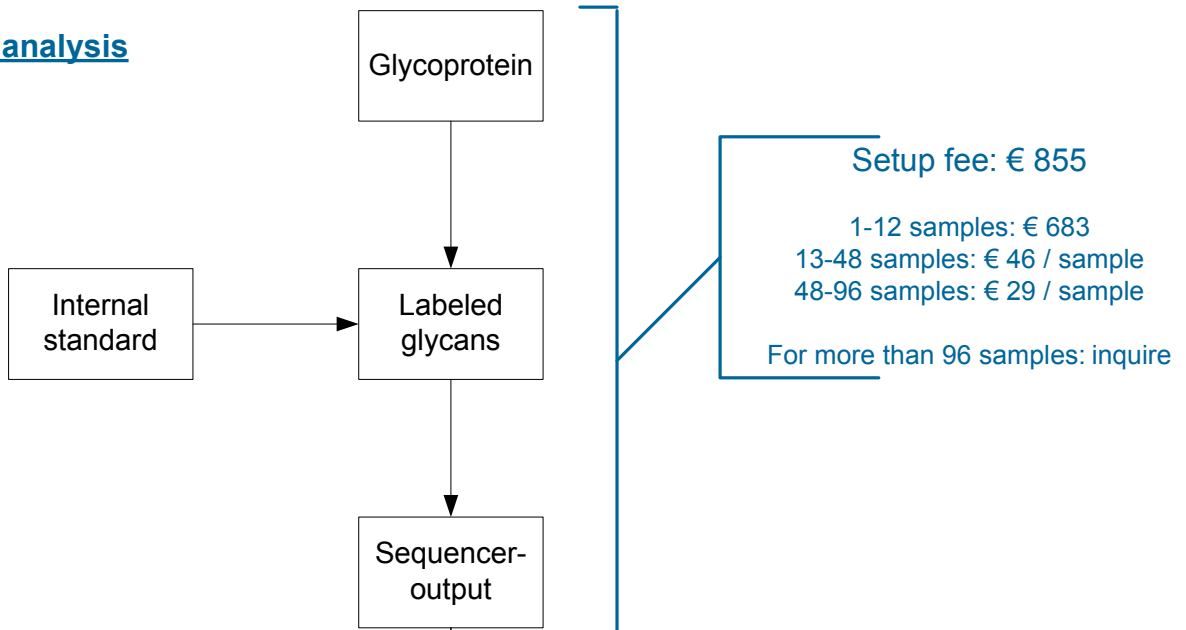 analysis
Glycoprotein
Setup fee: € 855
1-12 samples: € 683
13-48 samples: € 46 / sample
48-96 samples: € 29 / sample
For more than 96 samples: inquire
Internal
standard
Labeled
glycans
Sequencer-
output